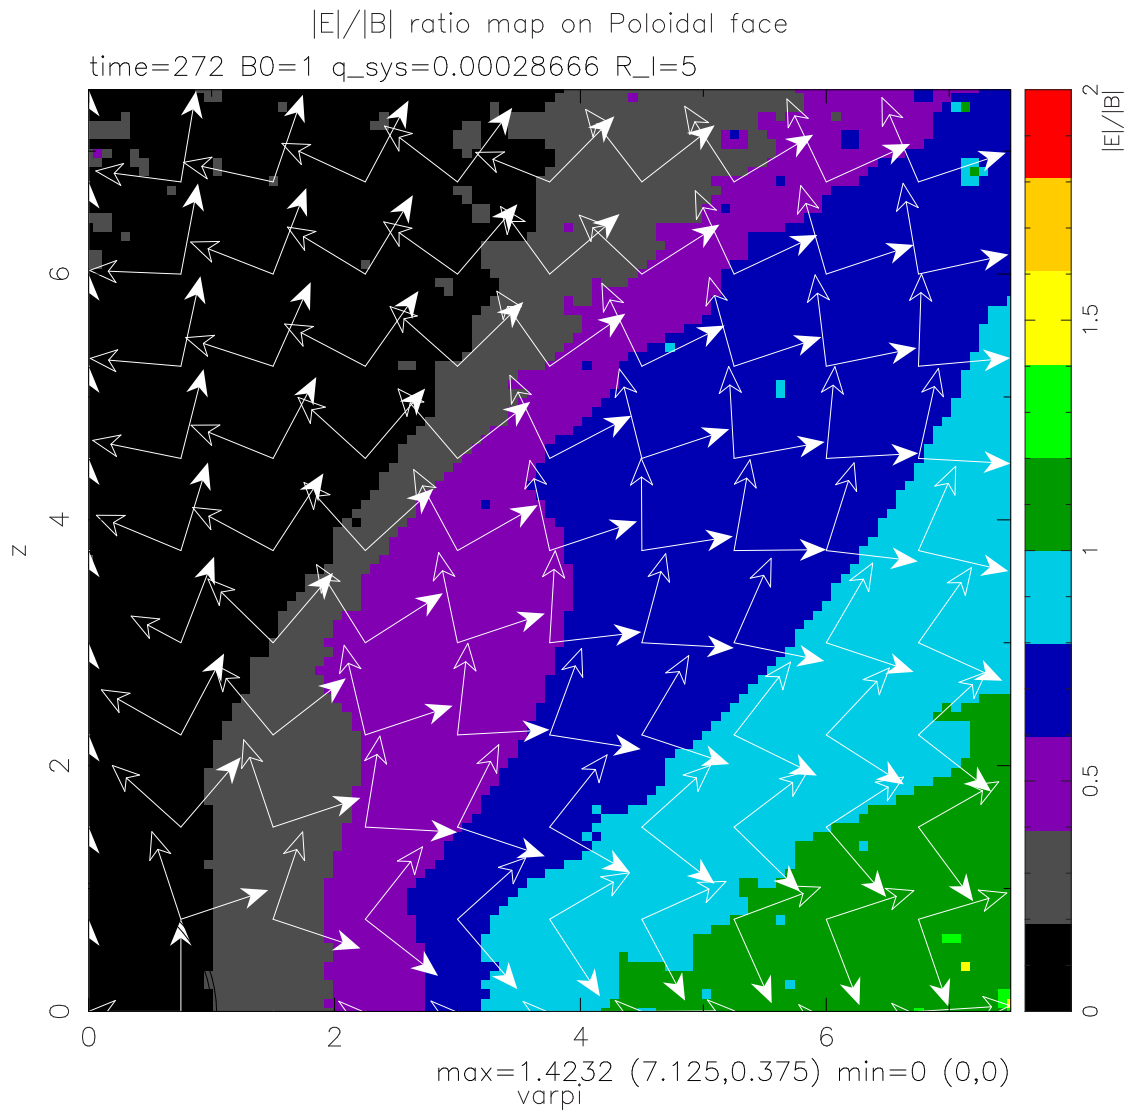 |E|/|B| ratio map on Poloidal face
time=272 B0=1 q_sys=0.00028666 R_l=5
2
1.5
1
0.5
0
|E|/|B|
6
4
2
0
z
0 2 4 6
max=1.4232 (7.125,0.375) min=0 (0,0)
varpi